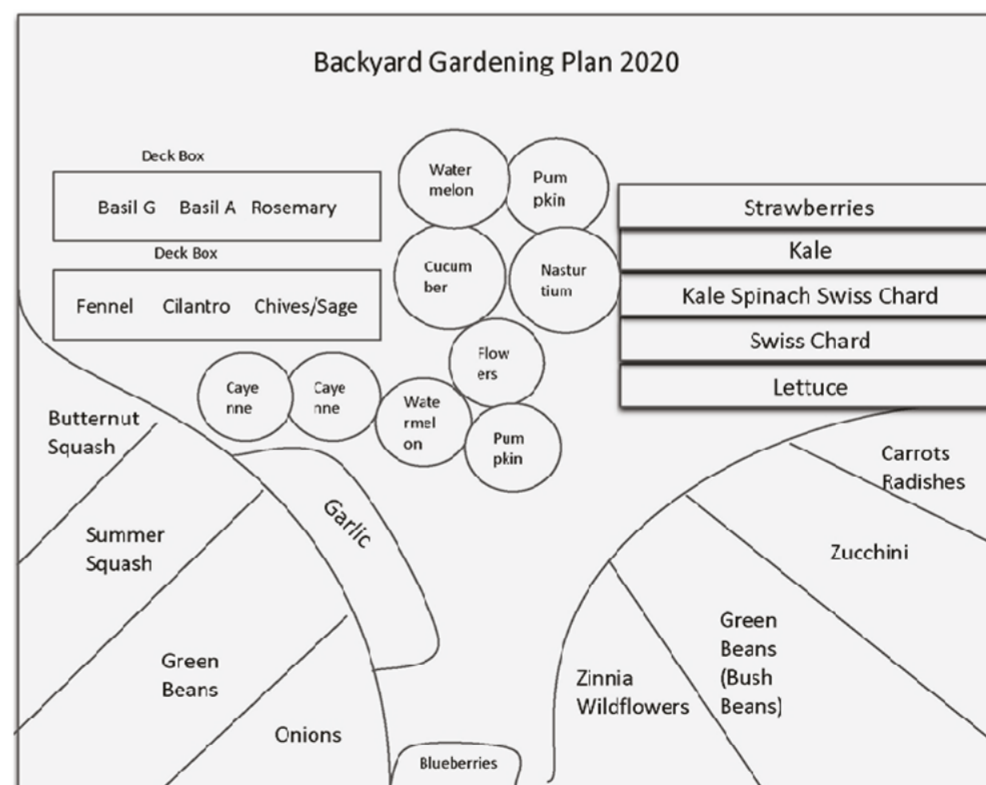 Backyard Gardening Plan 2020
Deck Box
Basil G Basil A Rosemary
Deck Box
Fennel Cilantro Chives/Sage
Water
melon
Pum
pkin
Cucum
ber
Nastur
tium
Flow
ers
Caye
nne
Caye
nne
Wate
rmel
on
Pum
pkin
Strawberries
Kale
Kale Spinach Swiss Chard
Swiss Chard
Lettuce
Butternut
Squash
Summer
Squash
Green
Beans
Onions
Garlic
Blueberries
Zinnia
Wildflowers
Green
Beans
(Bush
Beans)
Zucchini
Carrots
Radishes